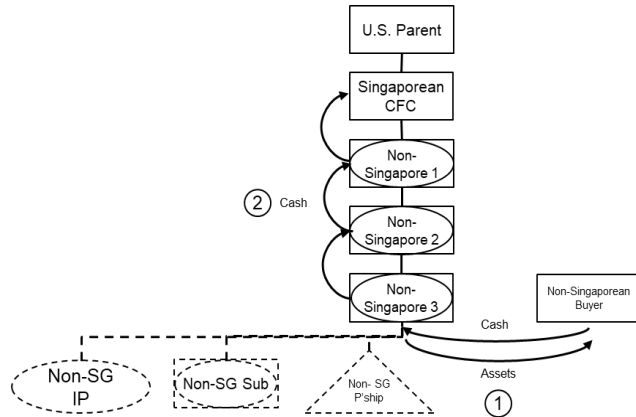 U.S. Parent
Singaporean
CFC
Non-
Singapore 1
2 Cash
Non-
Singapore 2
Non-
Singapore 3
Non-Singaporean
Buyer
Cash
Assets
1
Non-SG
IP
Non-SG Sub
Non- SG
P'ship